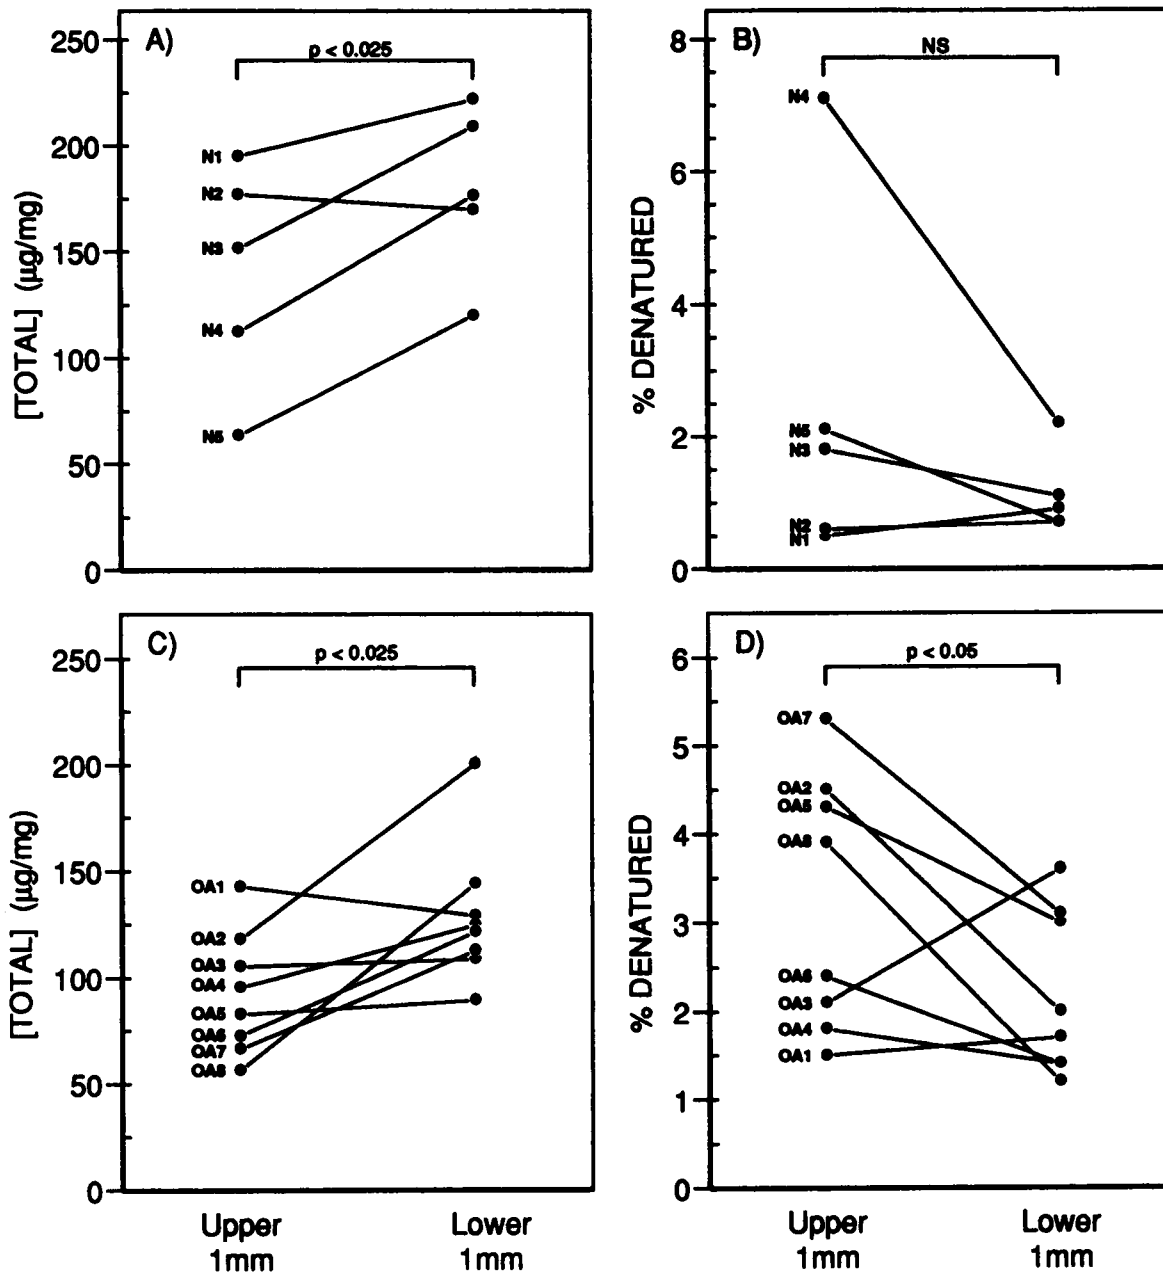 A)
p < 0.025
[TOTAL] (µg/mg)
250
200
150
100
50
0
N1
N2
N3
N4
N5
B)
NS
% DENATURED
8
6
4
2
0
N4
N5
N3
N2
N1
C)
p < 0.025
[TOTAL] (µg/mg)
250
200
150
100
50
0
OA1
OA2
OA3
OA4
OA5
OA6
OA7
OA8
Upper
1mm
Lower
1mm
D)
p < 0.05
% DENATURED
6
5
4
3
2
1
0
OA7
OA2
OA5
OA8
OA6
OA3
OA4
OA1
Upper
1mm
Lower
1mm